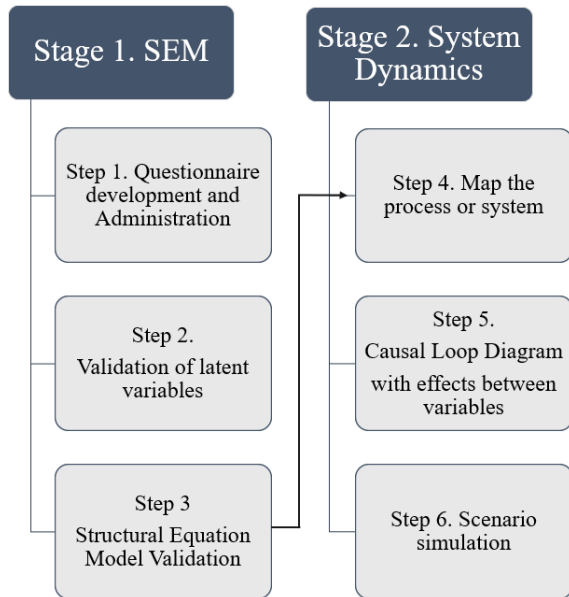 Stage 1. SEM
Step 1. Questionnaire
development and
Administration
Step 2.
Validation of latent
variables
Step 3
Structural Equation
Model Validation
Stage 2. System
Dynamics
Step 4. Map the
process or system
Step 5.
Causal Loop Diagram
with effects between
variables
Step 6. Scenario
simulation